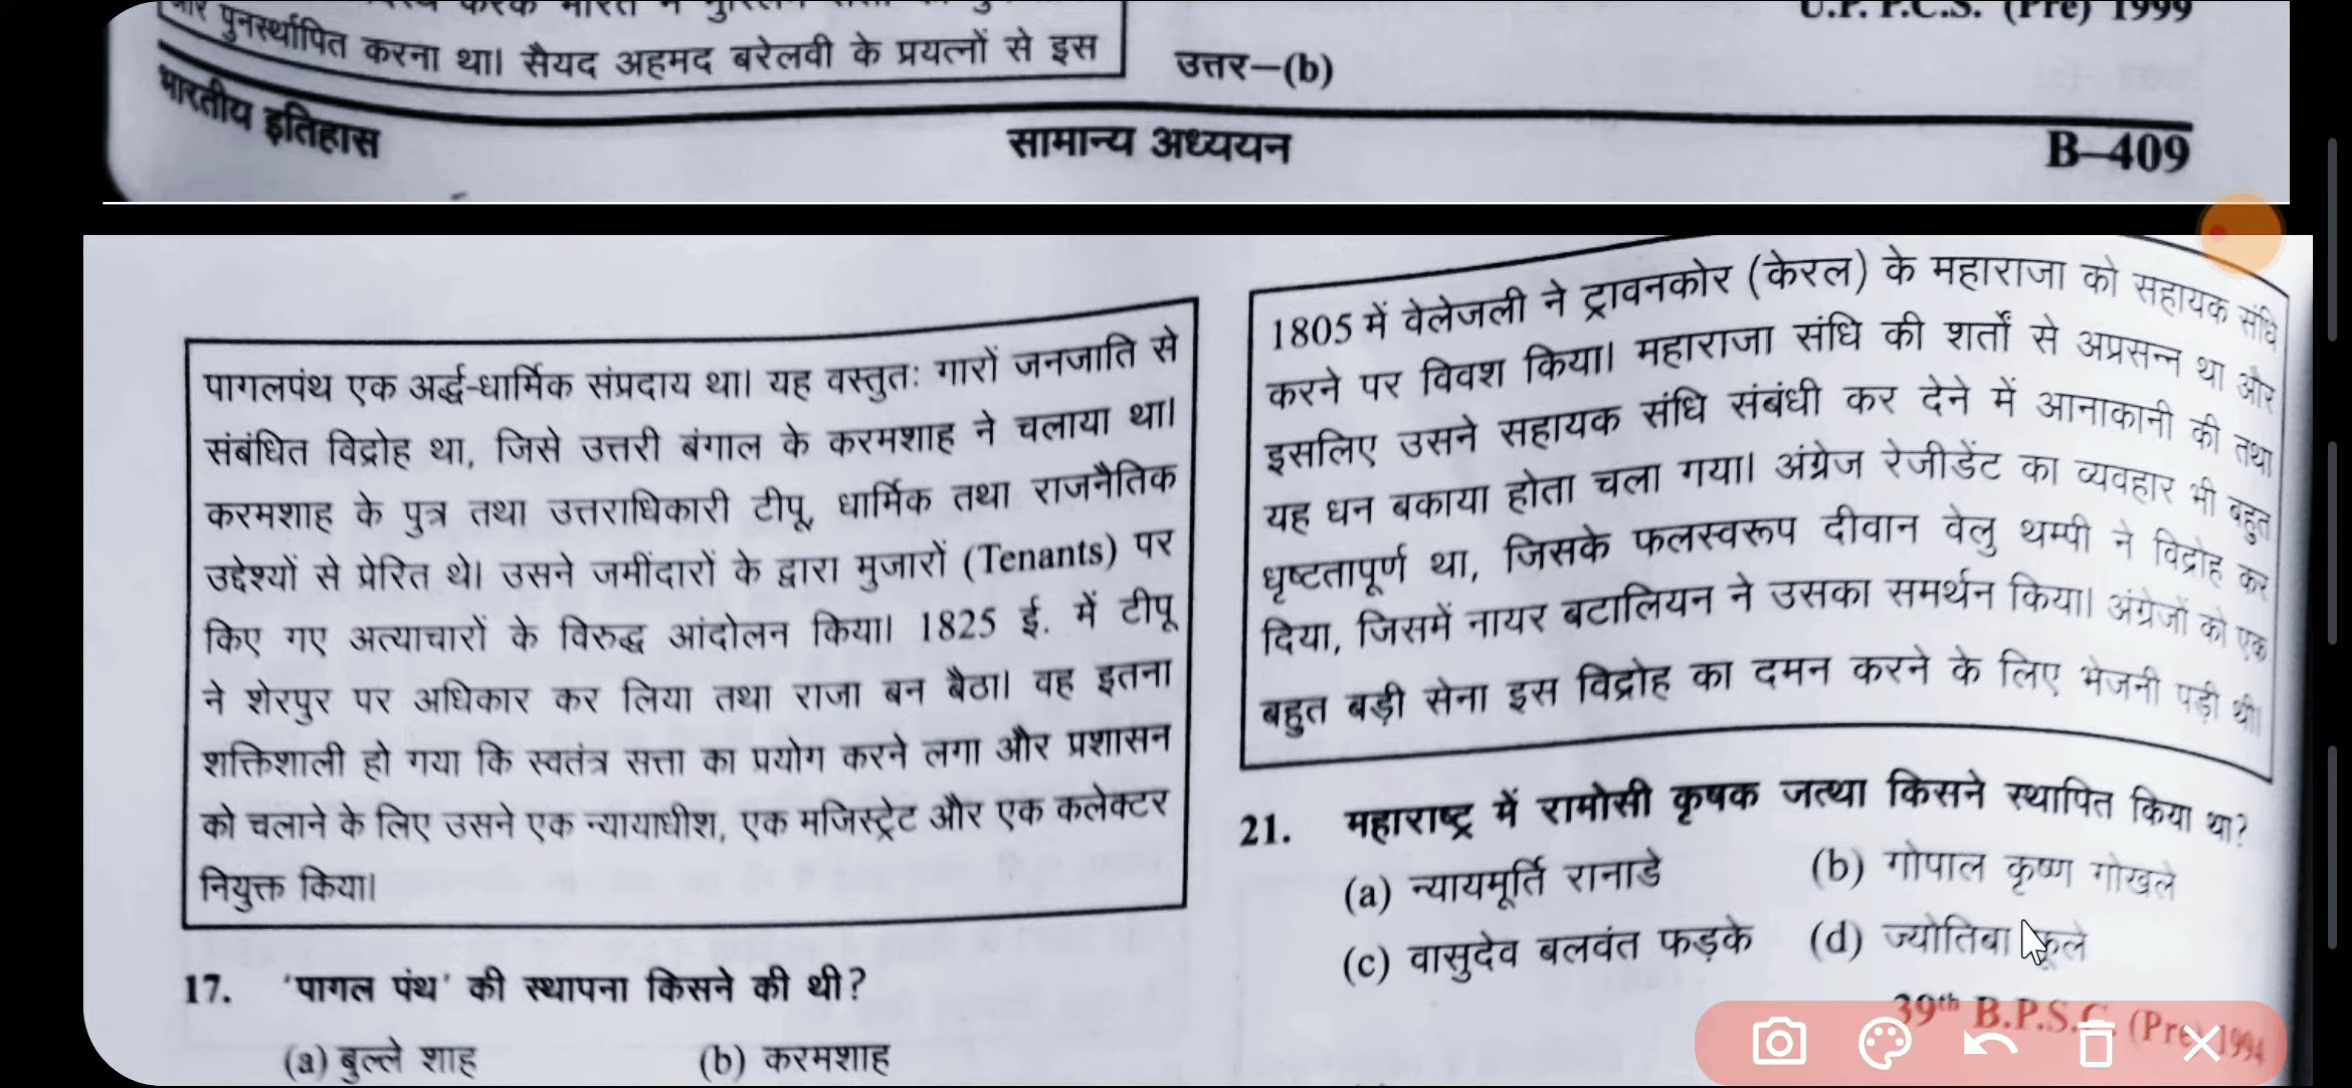 करके भारत में मुस्लिम
और पुनर्स्थापित करना था। सैयद अहमद बरेलवी के प्रयत्नों से इस
U.P. P.C.S. (Pre) 1999
उत्तर–(b)
भारतीय इतिहास
सामान्य अध्ययन
B–409
पागलपंथ एक अर्द्ध-धार्मिक संप्रदाय था। यह वस्तुतः गारों जनजाति से
संबंधित विद्रोह था, जिसे उत्तरी बंगाल के करमशाह ने चलाया था।
करमशाह के पुत्र तथा उत्तराधिकारी टीपू, धार्मिक तथा राजनैतिक
उद्देश्यों से प्रेरित थे। उसने जमींदारों के द्वारा मुजारों (Tenants) पर
किए गए अत्याचारों के विरुद्ध आंदोलन किया। 1825 ई. में टीपू
ने शेरपुर पर अधिकार कर लिया तथा राजा बन बैठा। वह इतना
शक्तिशाली हो गया कि स्वतंत्र सत्ता का प्रयोग करने लगा और प्रशासन
को चलाने के लिए उसने एक न्यायाधीश, एक मजिस्ट्रेट और एक कलेक्टर
नियुक्त किया।
17. 'पागल पंथ' की स्थापना किसने की थी?
(a) बुल्ले शाह (b) करमशाह
1805 में वेलेजली ने ट्रावनकोर (केरल) के महाराजा को सहायक संधि
करने पर विवश किया। महाराजा संधि की शर्तों से अप्रसन्न था और
इसलिए उसने सहायक संधि संबंधी कर देने में आनाकानी की तथा
यह धन बकाया होता चला गया। अंग्रेज रेजीडेंट का व्यवहार भी बहुत
धृष्टतापूर्ण था, जिसके फलस्वरूप दीवान वेलु थम्पी ने विद्रोह कर
दिया, जिसमें नायर बटालियन ने उसका समर्थन किया। अंग्रेजों को एक
बहुत बड़ी सेना इस विद्रोह का दमन करने के लिए भेजनी पड़ी थी।
21. महाराष्ट्र में रामोसी कृषक जत्था किसने स्थापित किया था?
(a) न्यायमूर्ति रानाडे (b) गोपाल कृष्ण गोखले
(c) वासुदेव बलवंत फड़के (d) ज्योतिबा फूले
39th B.P.S.C. (Pre) 1994